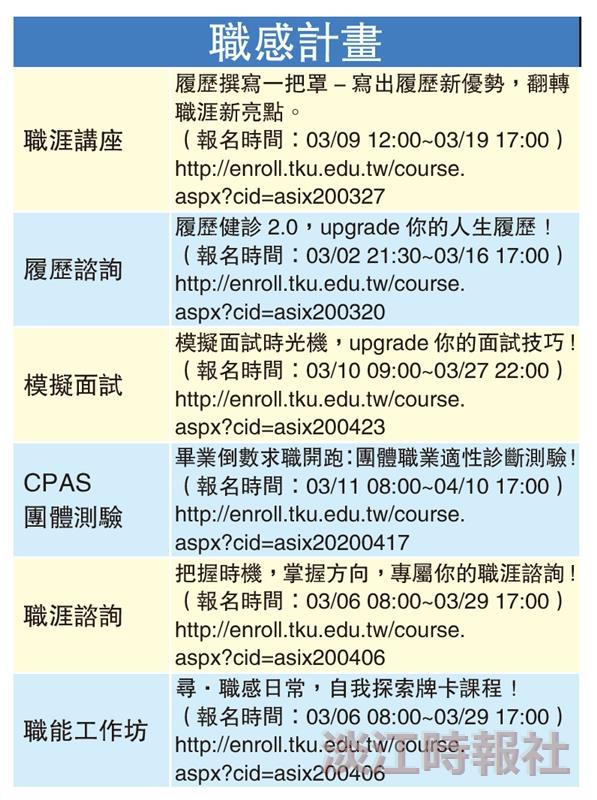 職感計畫
職涯講座
履歷撰寫一把罩－寫出履歷新優勢，翻轉
職涯新亮點。
（報名時間：03/09 12:00~03/19 17:00）
http://enroll.tku.edu.tw/course.
aspx?cid=asix200327
履歷諮詢
履歷健診 2.0，upgrade 你的人生履歷！
（報名時間：03/02 21:30~03/16 17:00）
http://enroll.tku.edu.tw/course.
aspx?cid=asix200320
模擬面試
模擬面試時光機，upgrade 你的面試技巧！
（報名時間：03/10 09:00~03/27 22:00）
http://enroll.tku.edu.tw/course.
aspx?cid=asix200423
CPAS
團體測驗
畢業倒數求職開跑：團體職業適性診斷測驗！
（報名時間：03/11 08:00~04/10 17:00）
http://enroll.tku.edu.tw/course.
aspx?cid=asix20200417
職涯諮詢
把握時機，掌握方向，專屬你的職涯諮詢！
（報名時間：03/06 08:00~03/29 17:00）
http://enroll.tku.edu.tw/course.
aspx?cid=asix200406
職能工作坊
尋．職感日常，自我探索牌卡課程！
（報名時間：03/06 08:00~03/29 17:00）
http://enroll.tku.edu.tw/course.
aspx?cid=asix200406
淡江時報社